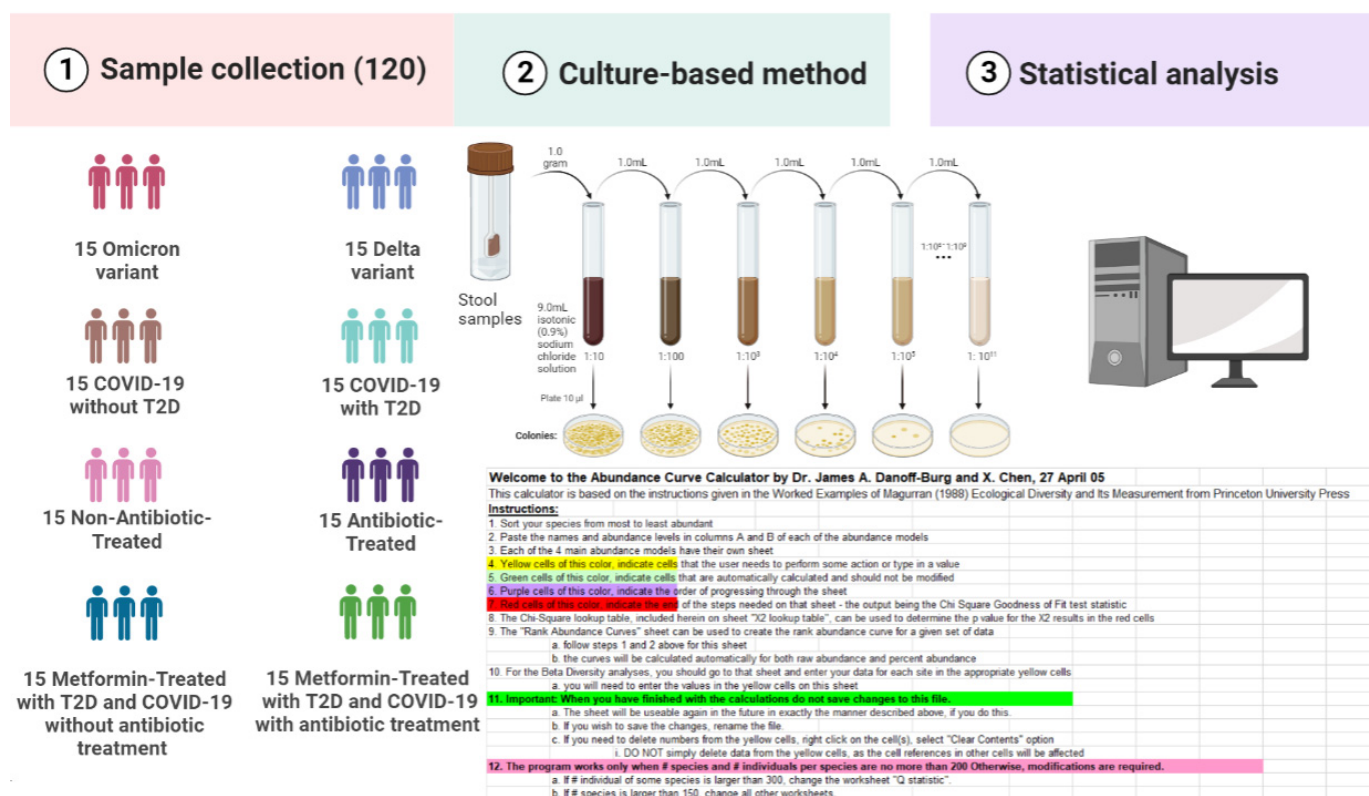 1 Sample collection (120)
2 Culture-based method
3 Statistical analysis
15 Omicron
variant
15 Delta
variant
15 COVID-19
without T2D
15 COVID-19
with T2D
15 Non-Antibiotic-
Treated
15 Antibiotic-
Treated
15 Metformin-Treated
with T2D and COVID-19
without antibiotic
treatment
15 Metformin-Treated
with T2D and COVID-19
with antibiotic treatment
Stool
samples
1.0
gram
1.0mL
1.0mL
1.0mL
1.0mL
1.0mL
9.0mL
isotonic
(0.9%)
sodium
chloride
solution
...
1:10
1:100
1:10³
1:10⁴
1:10⁵
1: 10¹¹
Plate 10 µl
Colonies:
Welcome to the Abundance Curve Calculator by Dr. James A. Danoff-Burg and X. Chen, 27 April 05
This calculator is based on the instructions given in the Worked Examples of Magurran (1988) Ecological Diversity and Its Measurement from Princeton University Press
Instructions:
1. Sort your species from most to least abundant
2. Paste the names and abundance levels in columns A and B of each of the abundance models
3. Each of the 4 main abundance models have their own sheet
4. Yellow cells of this color, indicate cells that the user needs to perform some action or type in a value
5. Green cells of this color, indicate cells that are automatically calculated and should not be modified
6. Purple cells of this color, indicate the order of progressing through the sheet
7. Red cells of this color, indicate the end of the steps needed on that sheet - the output being the Chi Square Goodness of Fit test statistic
8. The Chi-Square lookup table, included herein on sheet "X2 lookup table", can be used to determine the p value for the X2 results in the red cells
9. The "Rank Abundance Curves" sheet can be used to create the rank abundance curve for a given set of data
a. follow steps 1 and 2 above for this sheet
b. the curves will be calculated automatically for both raw abundance and percent abundance
10. For the Beta Diversity analyses, you should go to that sheet and enter your data for each site in the appropriate yellow cells
a. you will need to enter the values in the yellow cells on this sheet
11. Important: When you have finished with the calculations do not save changes to this file.
a. The sheet will be useable again in the future in exactly the manner described above, if you do this.
b. If you wish to save the changes, rename the file.
c. If you need to delete numbers from the yellow cells, right click on the cell(s), select "Clear Contents" option
i. DO NOT simply delete data from the yellow cells, as the cell references in other cells will be affected
12. The program works only when # species and # individuals per species are no more than 200 Otherwise, modifications are required.
a. If # individual of some species is larger than 300, change the worksheet "Q statistic".
b. If # species is larger than 150, change all other worksheets.